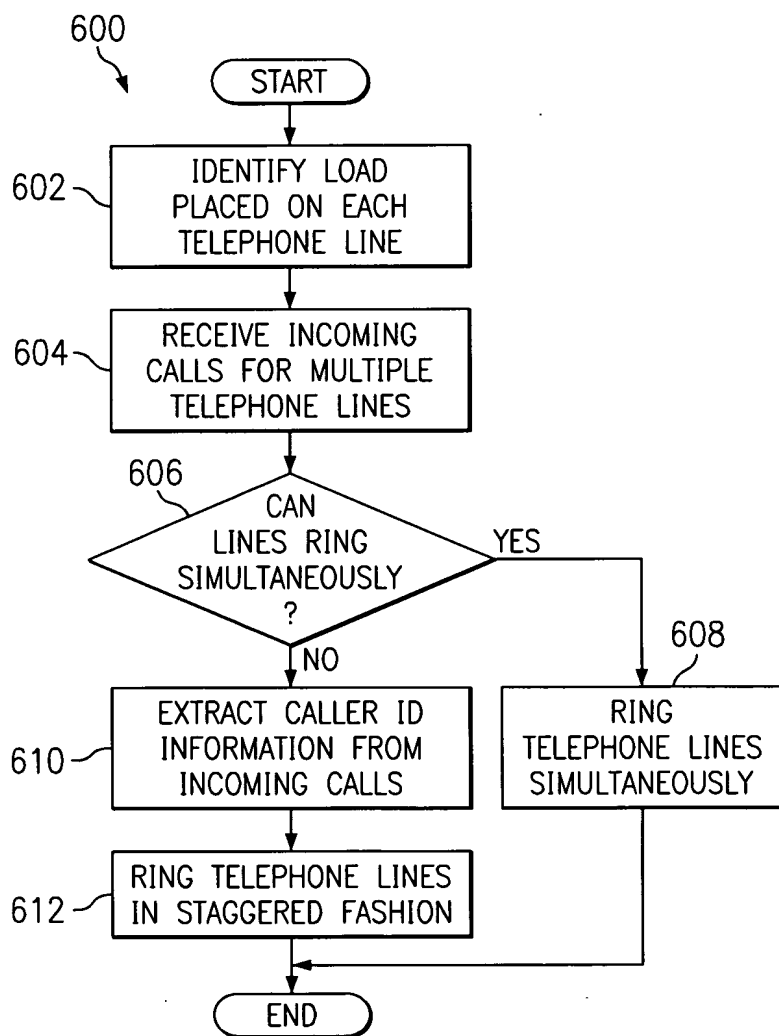 600
START
602
IDENTIFY LOAD
PLACED ON EACH
TELEPHONE LINE
604
RECEIVE INCOMING
CALLS FOR MULTIPLE
TELEPHONE LINES
606
CAN
LINES RING
SIMULTANEOUSLY
?
YES
NO
608
610
EXTRACT CALLER ID
INFORMATION FROM
INCOMING CALLS
RING
TELEPHONE LINES
SIMULTANEOUSLY
612
RING TELEPHONE LINES
IN STAGGERED FASHION
END